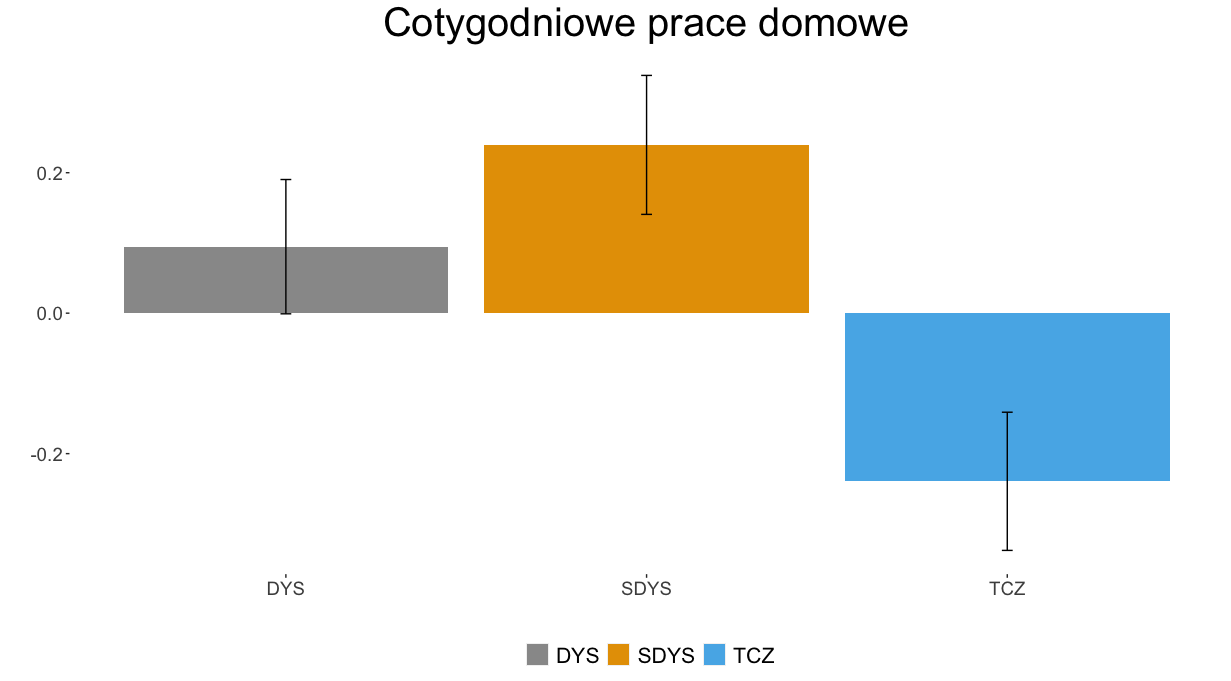 Cotygodniowe prace domowe
0.2
0.0
-0.2
DYS SDYS TCZ
DYS SDYS TCZ